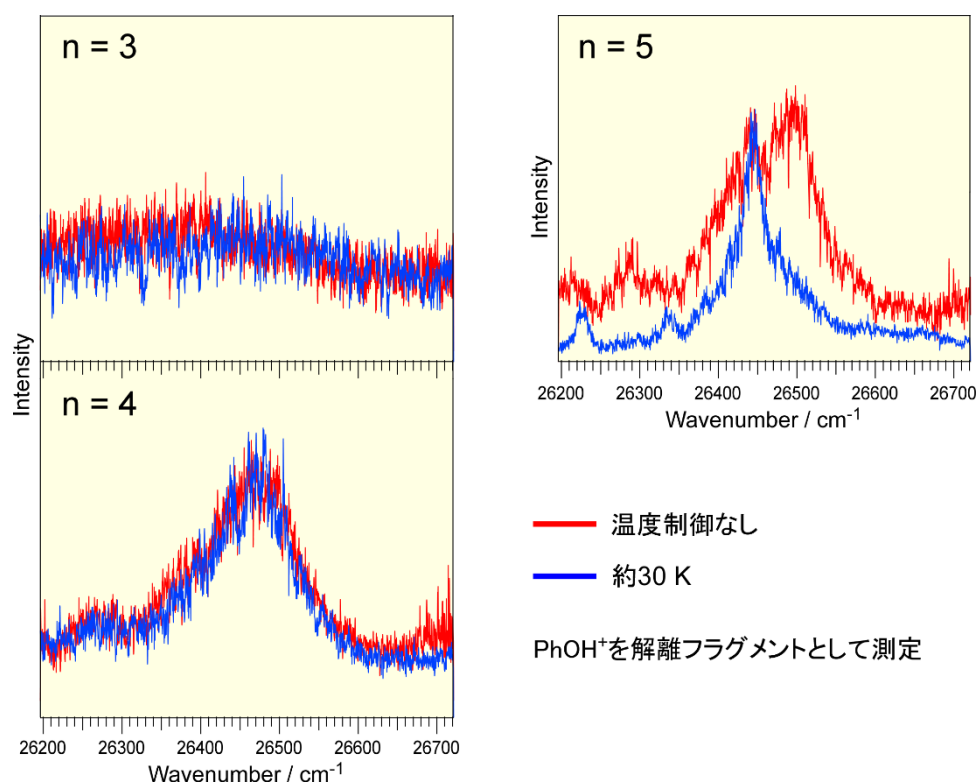 n = 3
Intensity
n = 4
26200 26300 26400 26500 26600 26700
Wavenumber / cm-1
n = 5
Intensity
26200 26300 26400 26500 26600 26700
Wavenumber / cm-1
温度制御なし
約30 K
PhOH+を解離フラグメントとして測定